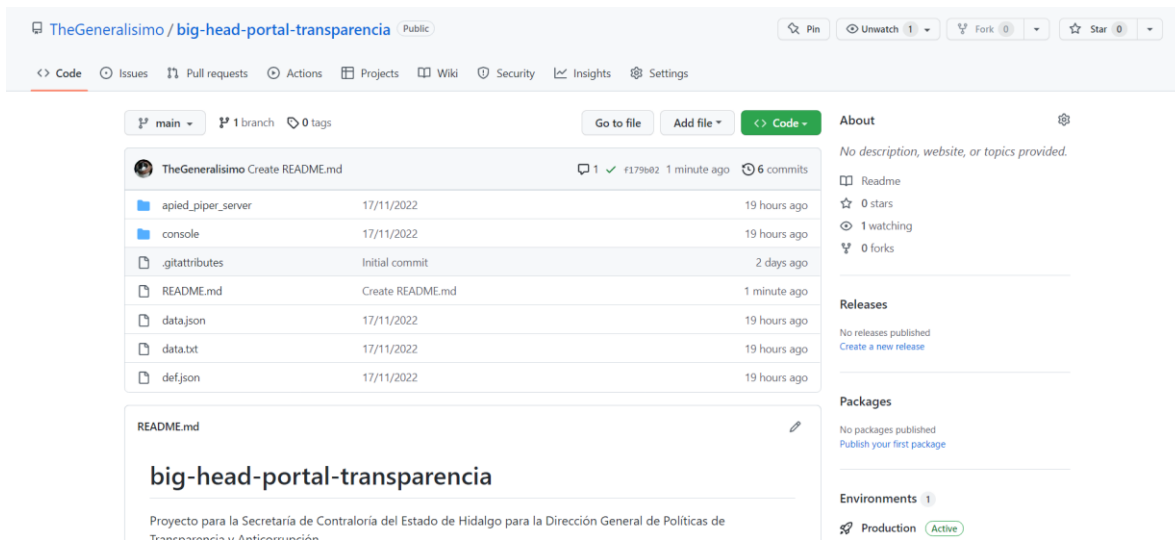 TheGeneralisimo / big-head-portal-transparencia Public
Pin Unwatch 1 Fork 0 Star 0
Code Issues Pull requests Actions Projects Wiki Security Insights Settings
main 1 branch 0 tags Go to file Add file Code
TheGeneralisimo Create README.md 1 f179b02 1 minute ago 6 commits
apied_piper_server 17/11/2022 19 hours ago
console 17/11/2022 19 hours ago
.gitattributes Initial commit 2 days ago
README.md Create README.md 1 minute ago
data.json 17/11/2022 19 hours ago
data.txt 17/11/2022 19 hours ago
def.json 17/11/2022 19 hours ago
README.md
big-head-portal-transparencia
Proyecto para la Secretaría de Contraloría del Estado de Hidalgo para la Dirección General de Políticas de
Transparencia y Anticorrupción
About
No description, website, or topics provided.
Readme
0 stars
1 watching
0 forks
Releases
No releases published
Create a new release
Packages
No packages published
Publish your first package
Environments 1
Production Active